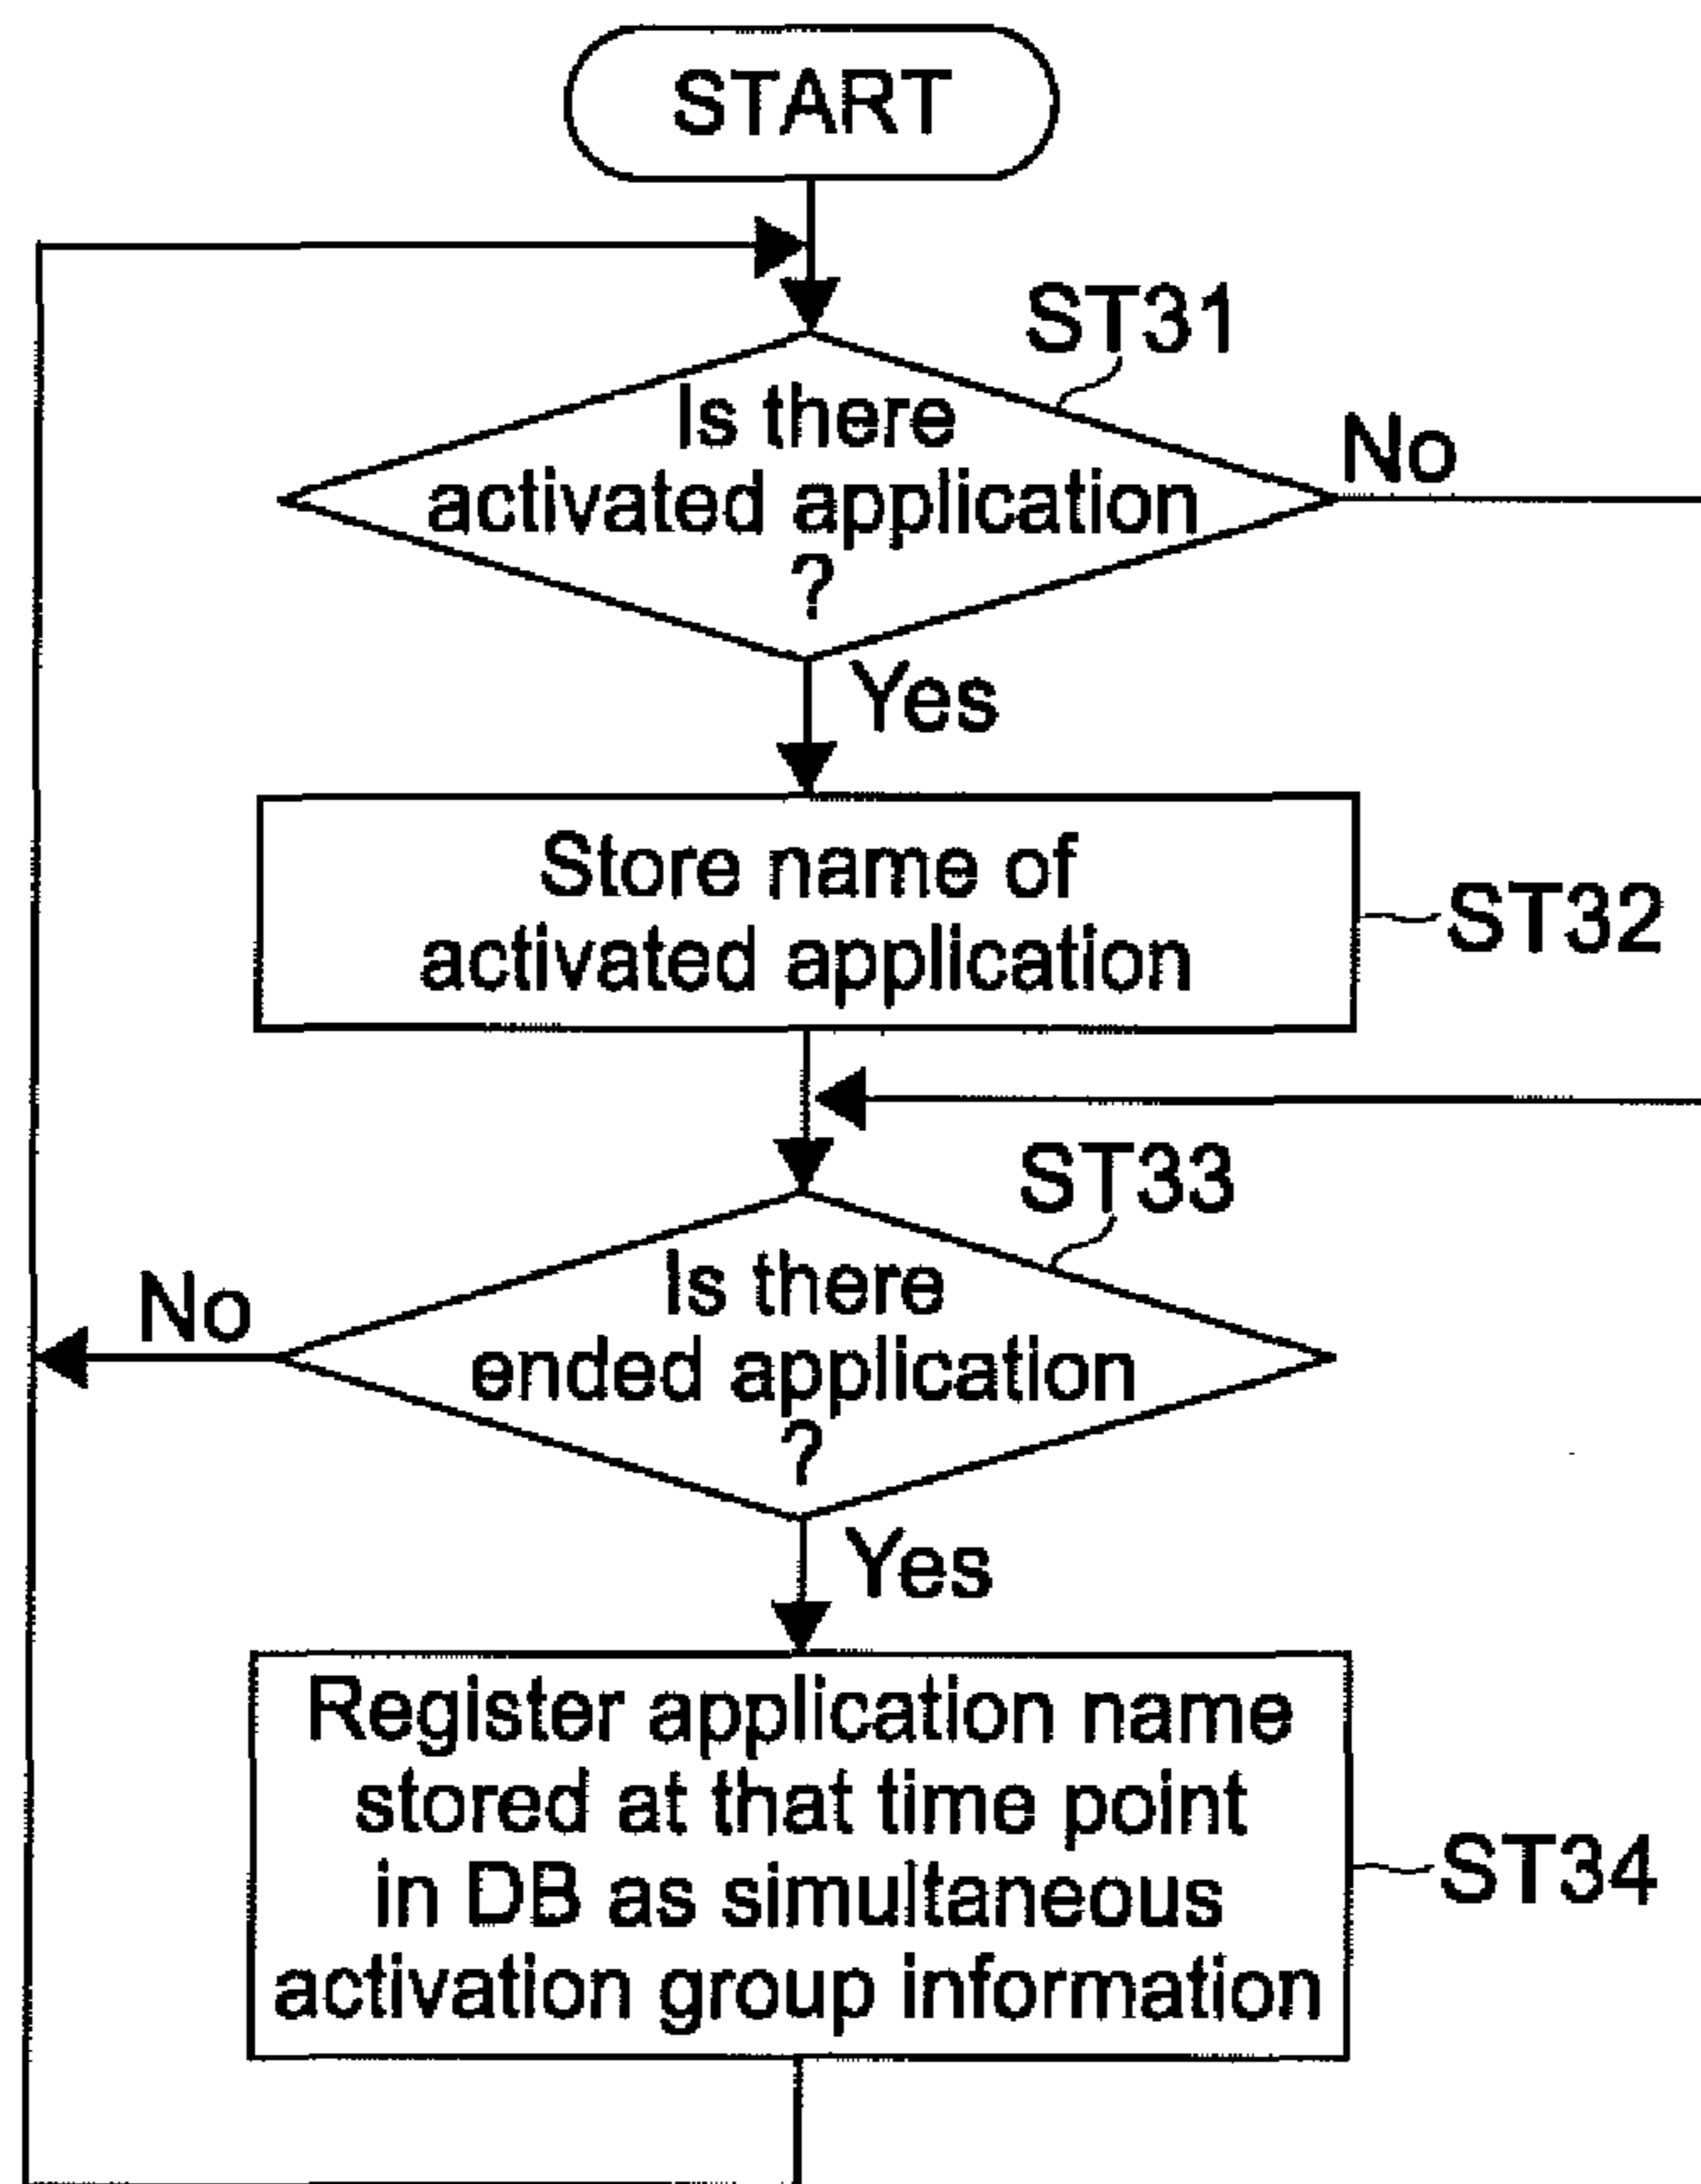 START
ST31
Is there
activated application
?
No
Yes
Store name of
activated application
ST32
ST33
Is there
ended application
?
No
Yes
Register application name
stored at that time point
in DB as simultaneous
activation group information
ST34